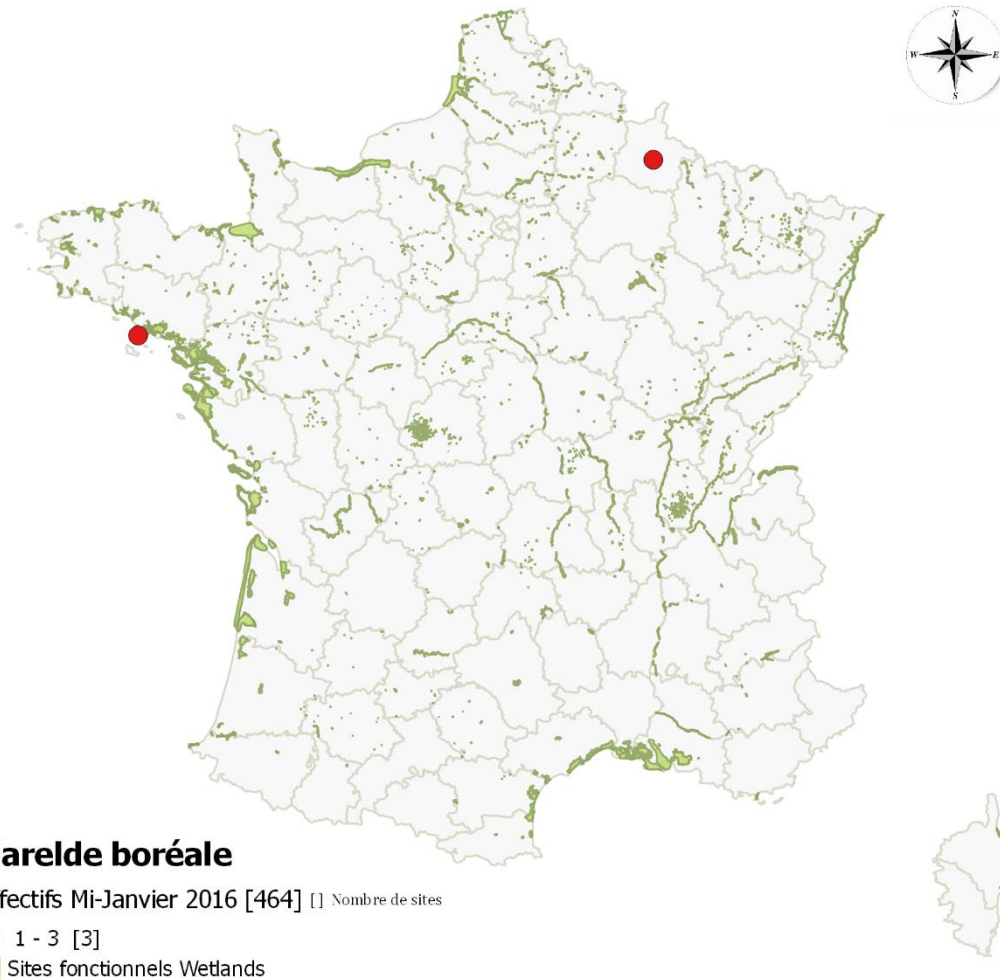 N
W E
S
arelde boréale
fectifs Mi-Janvier 2016 [464] [] Nombre de sites
1 - 3 [3]
Sites fonctionnels Wetlands